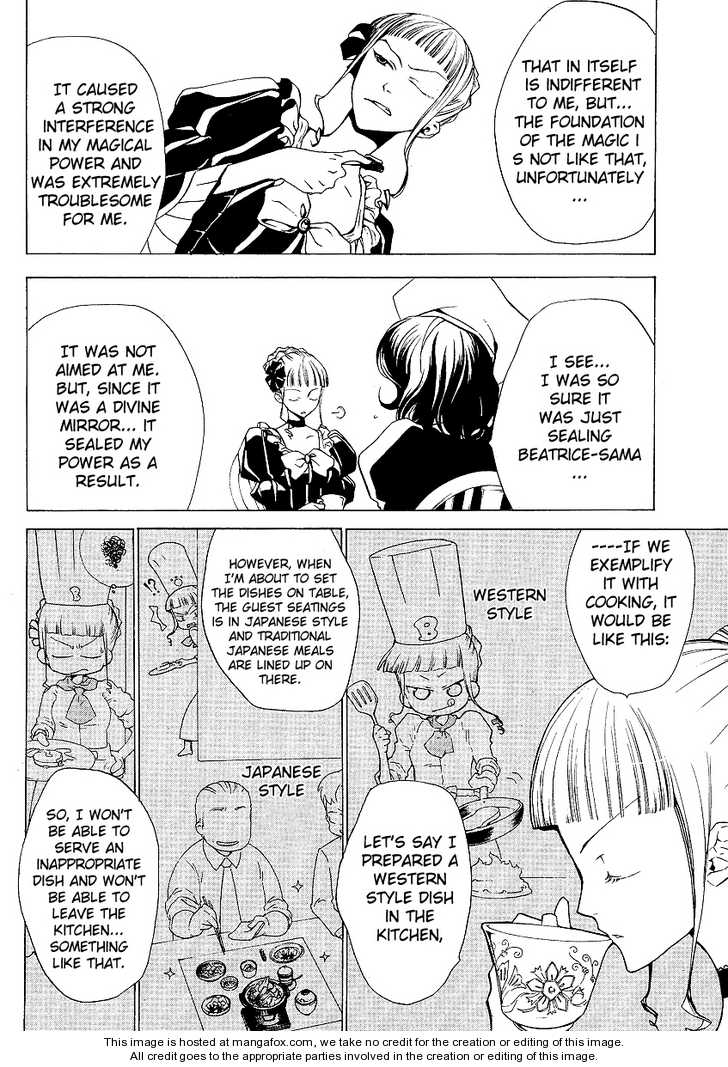 THAT IN ITSELF
IS INDIFFERENT
TO ME, BUT...
THE FOUNDATION
OF THE MAGIC I
S NOT LIKE THAT,
UNFORTUNATELY
...
IT CAUSED
A STRONG
INTERFERENCE
IN MY MAGICAL
POWER AND
WAS EXTREMELY
TROUBLESOME
FOR ME.
I SEE...
I WAS SO
SURE IT
WAS JUST
SEALING
BEATRICE-SAMA
...
IT WAS NOT
AIMED AT ME.
BUT, SINCE IT
WAS A DIVINE
MIRROR... IT
SEALED MY
POWER AS A
RESULT.
----IF WE
EXEMPLIFY
IT WITH
COOKING, IT
WOULD BE
LIKE THIS:
WESTERN
STYLE
B
LET'S SAY I
PREPARED A
WESTERN
STYLE DISH
IN THE
KITCHEN,
HOWEVER, WHEN
I'M ABOUT TO SET
THE DISHES ON TABLE,
THE GUEST SEATINGS
IS IN JAPANESE STYLE
AND TRADITIONAL
JAPANESE MEALS
ARE LINED UP ON
THERE.
!?
JAPANESE
STYLE
SO, I WON'T
BE ABLE TO
SERVE AN
INAPPROPRIATE
DISH AND WON'T
BE ABLE TO
LEAVE THE
KITCHEN...
SOMETHING
LIKE THAT.
This image is hosted at mangafox.com, we take no credit for the creation or editing of this image.
All credit goes to the appropriate parties involved in the creation or editing of this image.